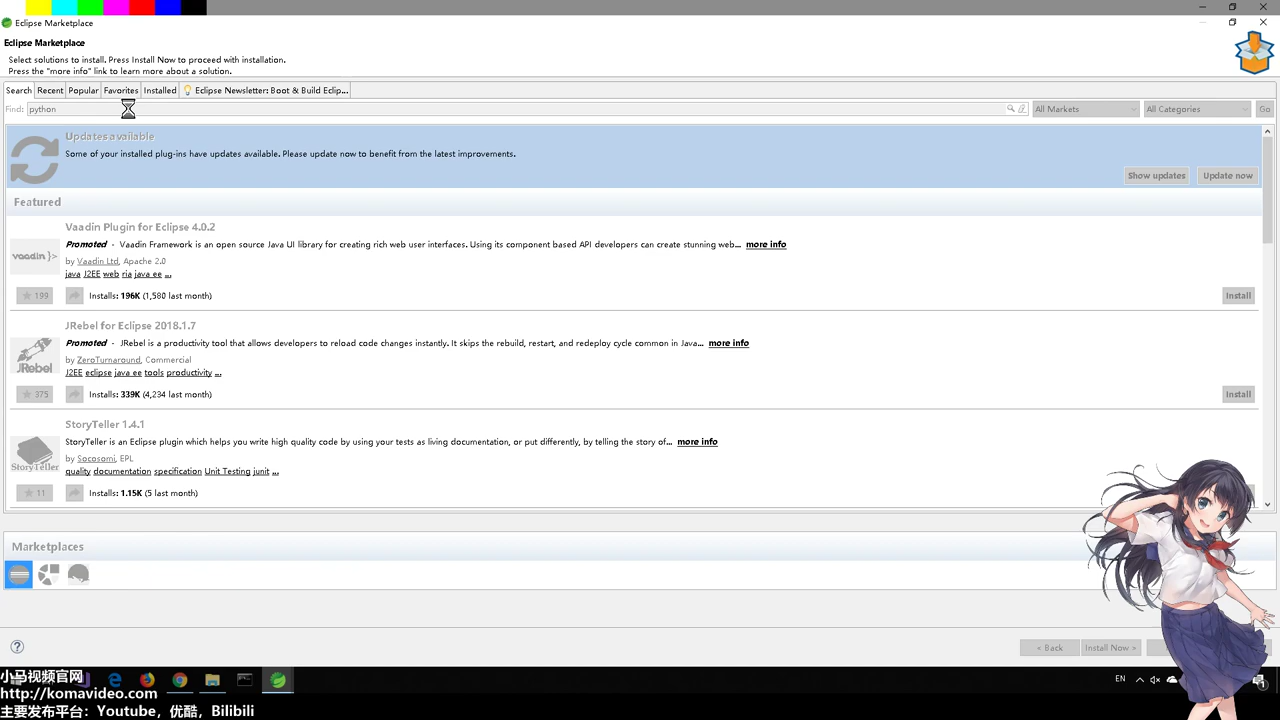 Eclipse Marketplace
Eclipse Marketplace
Select solutions to install. Press Install Now to proceed with installation.
Press the "more info" link to learn more about a solution.
Search Recent Popular Favorites Installed Eclipse Newsletter: Boot & Build Eclip...
Find: python All Markets All Categories Go
Updates available
Some of your installed plug-ins have updates available. Please update now to benefit from the latest improvements.
Show updates Update now
Featured
Vaadin Plugin for Eclipse 4.0.2
Promoted - Vaadin Framework is an open source Java UI library for creating rich web user interfaces. Using its component based API developers can create stunning web... more info
vaadin }>
by Vaadin Ltd, Apache 2.0
java J2EE web ria java ee ...
199 Installs: 196K (1,580 last month) Install
JRebel for Eclipse 2018.1.7
Promoted - JRebel is a productivity tool that allows developers to reload code changes instantly. It skips the rebuild, restart, and redeploy cycle common in Java... more info
by ZeroTurnaround, Commercial
JRebel
J2EE eclipse java ee tools productivity ...
375 Installs: 339K (4,234 last month) Install
StoryTeller 1.4.1
StoryTeller is an Eclipse plugin which helps you write high quality code by using your tests as living documentation, or put differently, by telling the story of... more info
by Socosomi, EPL
StoryTeller
quality documentation specification Unit Testing junit ...
11 Installs: 1.15K (5 last month)
Marketplaces
< Back Install Now >
小马视频官网
http://komavideo.com
主要发布平台：Youtube，优酷，Bilibili
EN
1